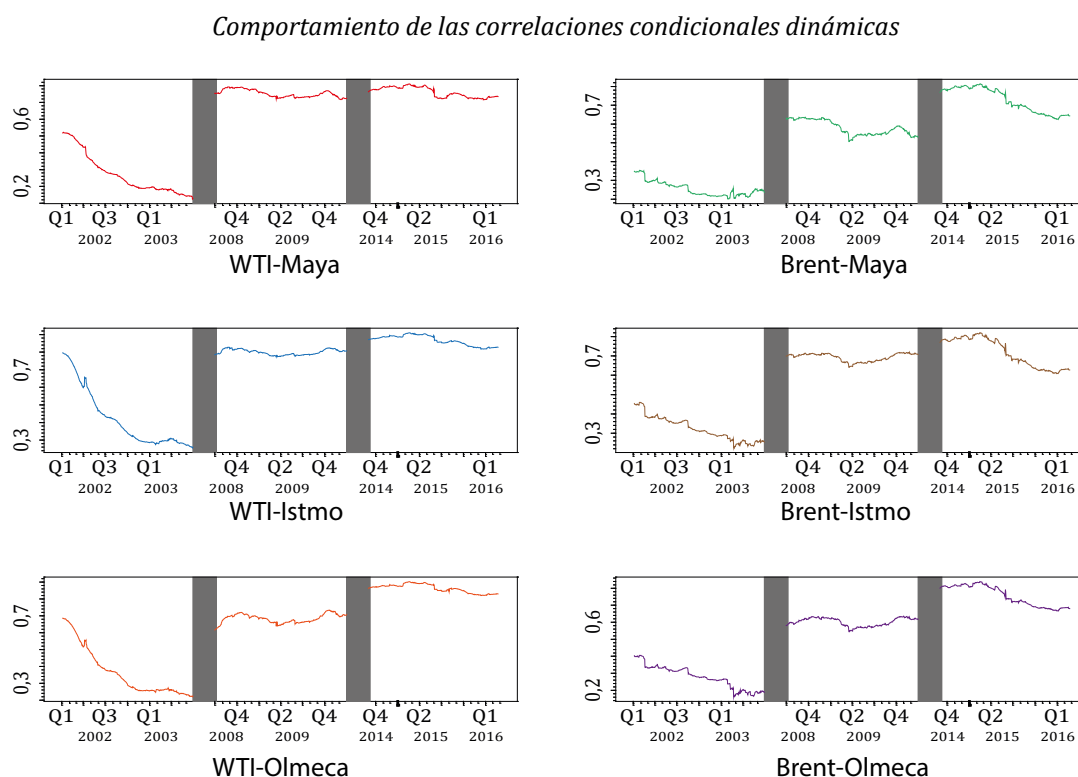 Comportamiento de las correlaciones condicionales dinámicas
0,6
0,2
Q1 Q3 Q1 Q4 Q2 Q4 Q4 Q2 Q1
2002 2003 2008 2009 2014 2015 2016
WTI-Maya
0,7
0,3
Q1 Q3 Q1 Q4 Q2 Q4 Q4 Q2 Q1
2002 2003 2008 2009 2014 2015 2016
Brent-Maya
0,7
0,3
Q1 Q3 Q1 Q4 Q2 Q4 Q4 Q2 Q1
2002 2003 2008 2009 2014 2015 2016
WTI-Istmo
0,7
0,3
Q1 Q3 Q1 Q4 Q2 Q4 Q4 Q2 Q1
2002 2003 2008 2009 2014 2015 2016
Brent-Istmo
0,7
0,3
Q1 Q3 Q1 Q4 Q2 Q4 Q4 Q2 Q1
2002 2003 2008 2009 2014 2015 2016
WTI-Olmeca
0,6
0,2
Q1 Q3 Q1 Q4 Q2 Q4 Q4 Q2 Q1
2002 2003 2008 2009 2014 2015 2016
Brent-Olmeca